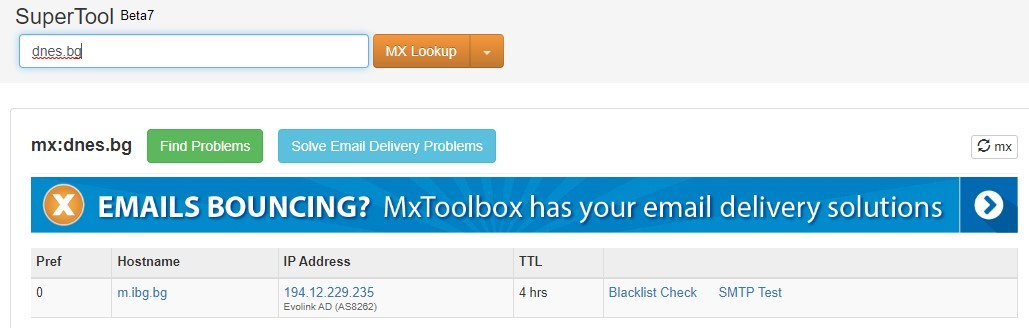 SuperTool Beta7
dnes.bg MX Lookup
mx:dnes.bg Find Problems Solve Email Delivery Problems mx
X EMAILS BOUNCING? MxToolbox has your email delivery solutions
Pref Hostname IP Address TTL
0 m.ibg.bg 194.12.229.235 4 hrs Blacklist Check SMTP Test
Evolink AD (AS8262)